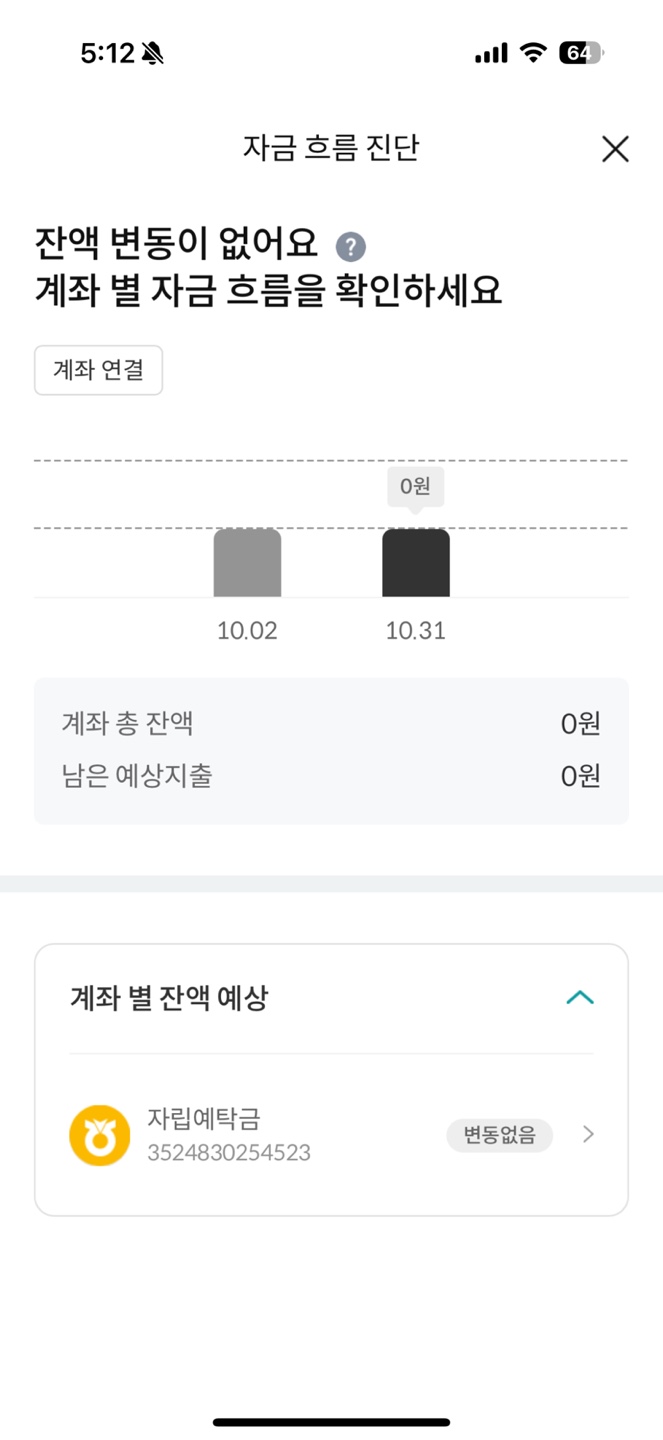 5:12
64
자금 흐름 진단
잔액 변동이 없어요 ?
계좌 별 자금 흐름을 확인하세요
계좌 연결
0원
10.02 10.31
계좌 총 잔액 0원
남은 예상지출 0원
계좌 별 잔액 예상
자립예탁금
3524830254523
변동없음